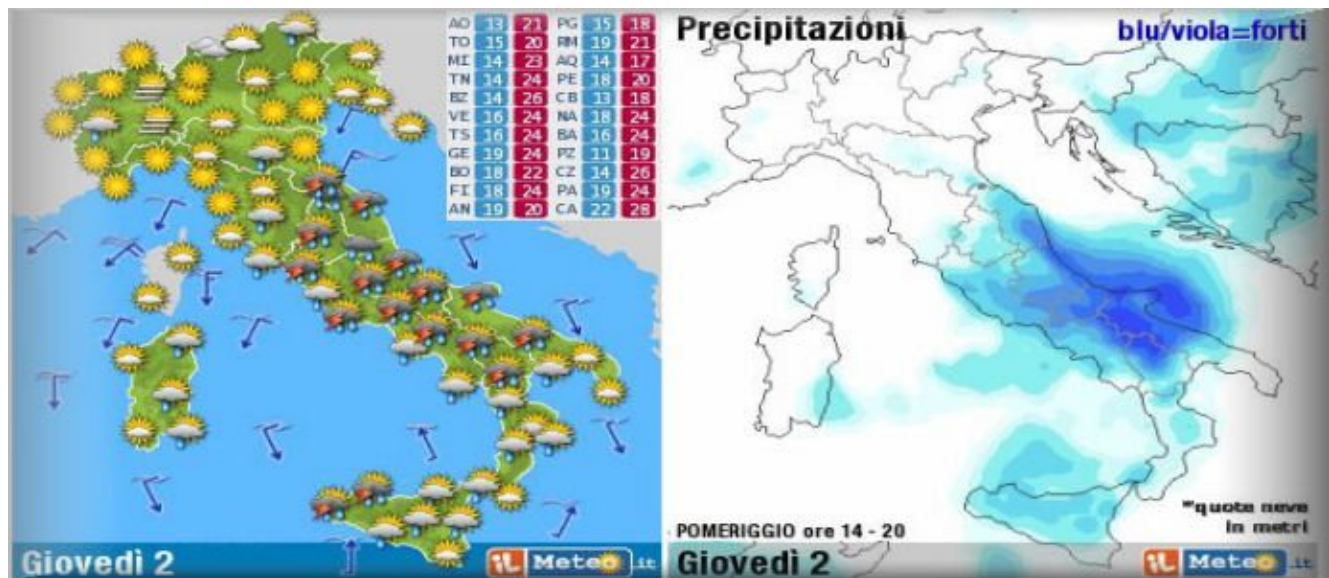 AO 13 21 PG 15 18
TO 15 20 RM 19 21
MI 14 23 AQ 14 17
TN 14 24 PE 18 20
BZ 14 26 CB 13 18
VE 16 24 NA 18 24
TS 16 24 BA 16 24
GE 19 24 PZ 11 19
BO 18 22 CZ 14 26
FI 18 24 PA 19 24
AN 19 20 CA 22 28
Giovedì 2
iL Meteo.it
Precipitazioni
blu/viola=forti
POMERIGGIO ore 14 - 20
*quote neve
in metri
Giovedì 2
iL Meteo.it